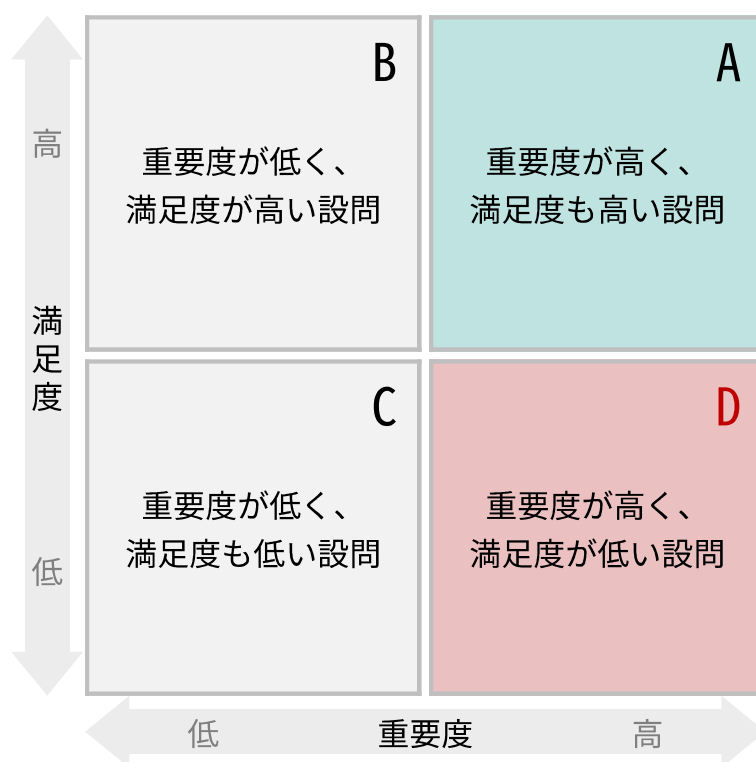 高
満足度
低
B
重要度が低く、
満足度が高い設問
A
重要度が高く、
満足度も高い設問
C
重要度が低く、
満足度も低い設問
D
重要度が高く、
満足度が低い設問
低
重要度
高